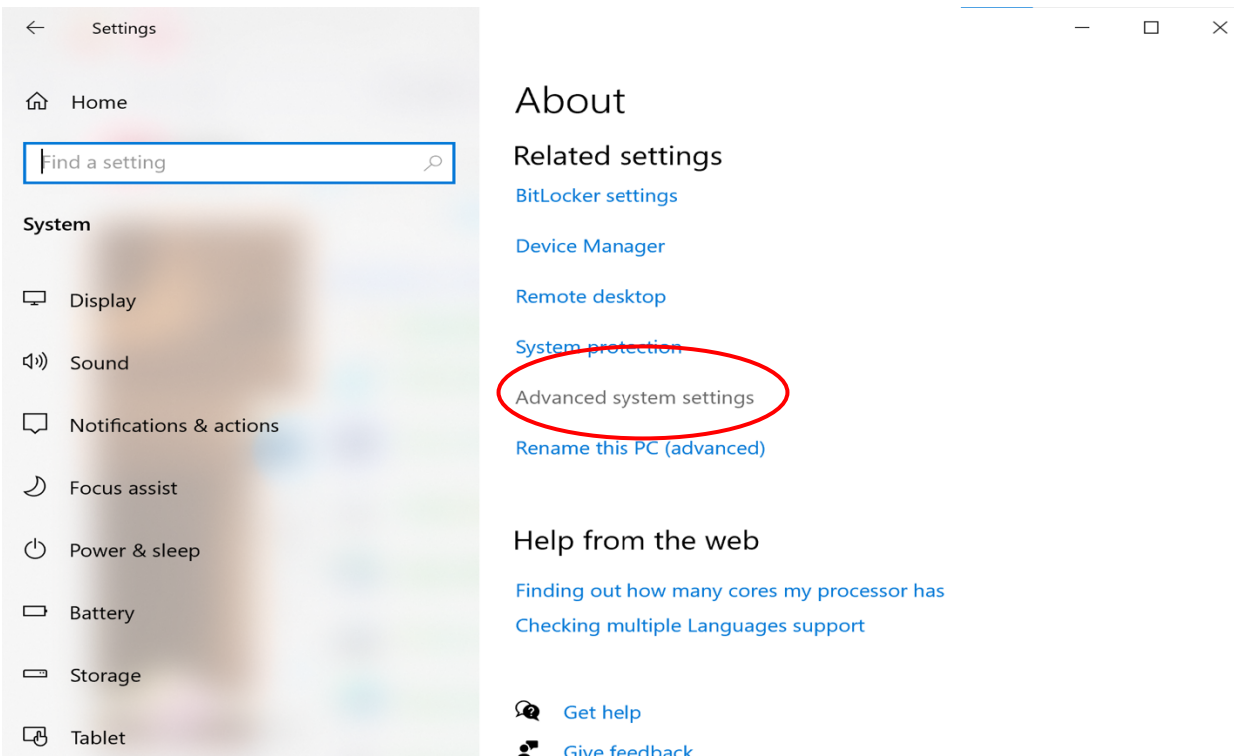 Settings
Home
Find a setting
System
Display
Sound
Notifications & actions
Focus assist
Power & sleep
Battery
Storage
Tablet
About
Related settings
BitLocker settings
Device Manager
Remote desktop
System protection
Advanced system settings
Rename this PC (advanced)
Help from the web
Finding out how many cores my processor has
Checking multiple Languages support
Get help
Give feedback